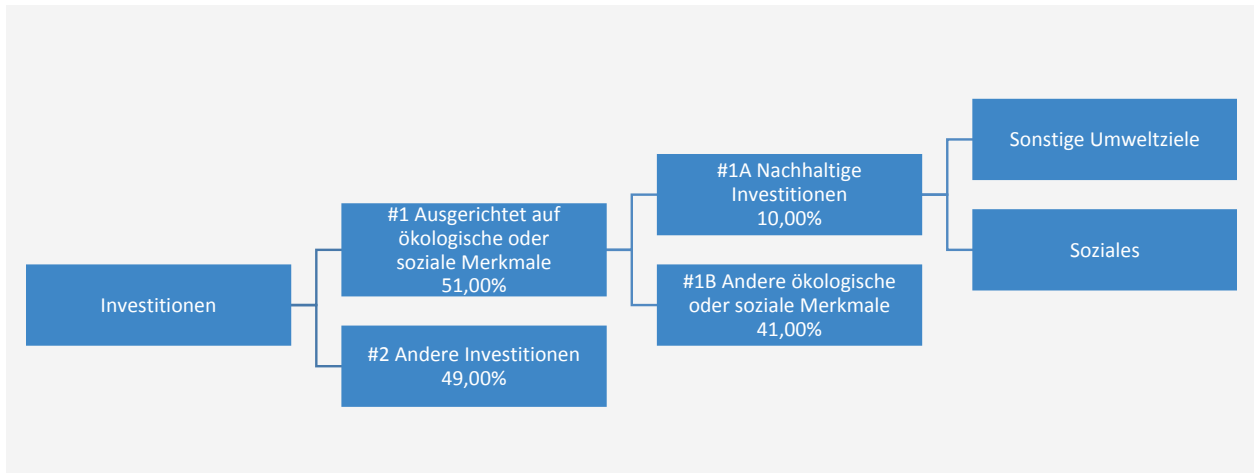 Investitionen
#1 Ausgerichtet auf
ökologische oder
soziale Merkmale
51,00%
#2 Andere Investitionen
49,00%
#1A Nachhaltige
Investitionen
10,00%
#1B Andere ökologische
oder soziale Merkmale
41,00%
Sonstige Umweltziele
Soziales